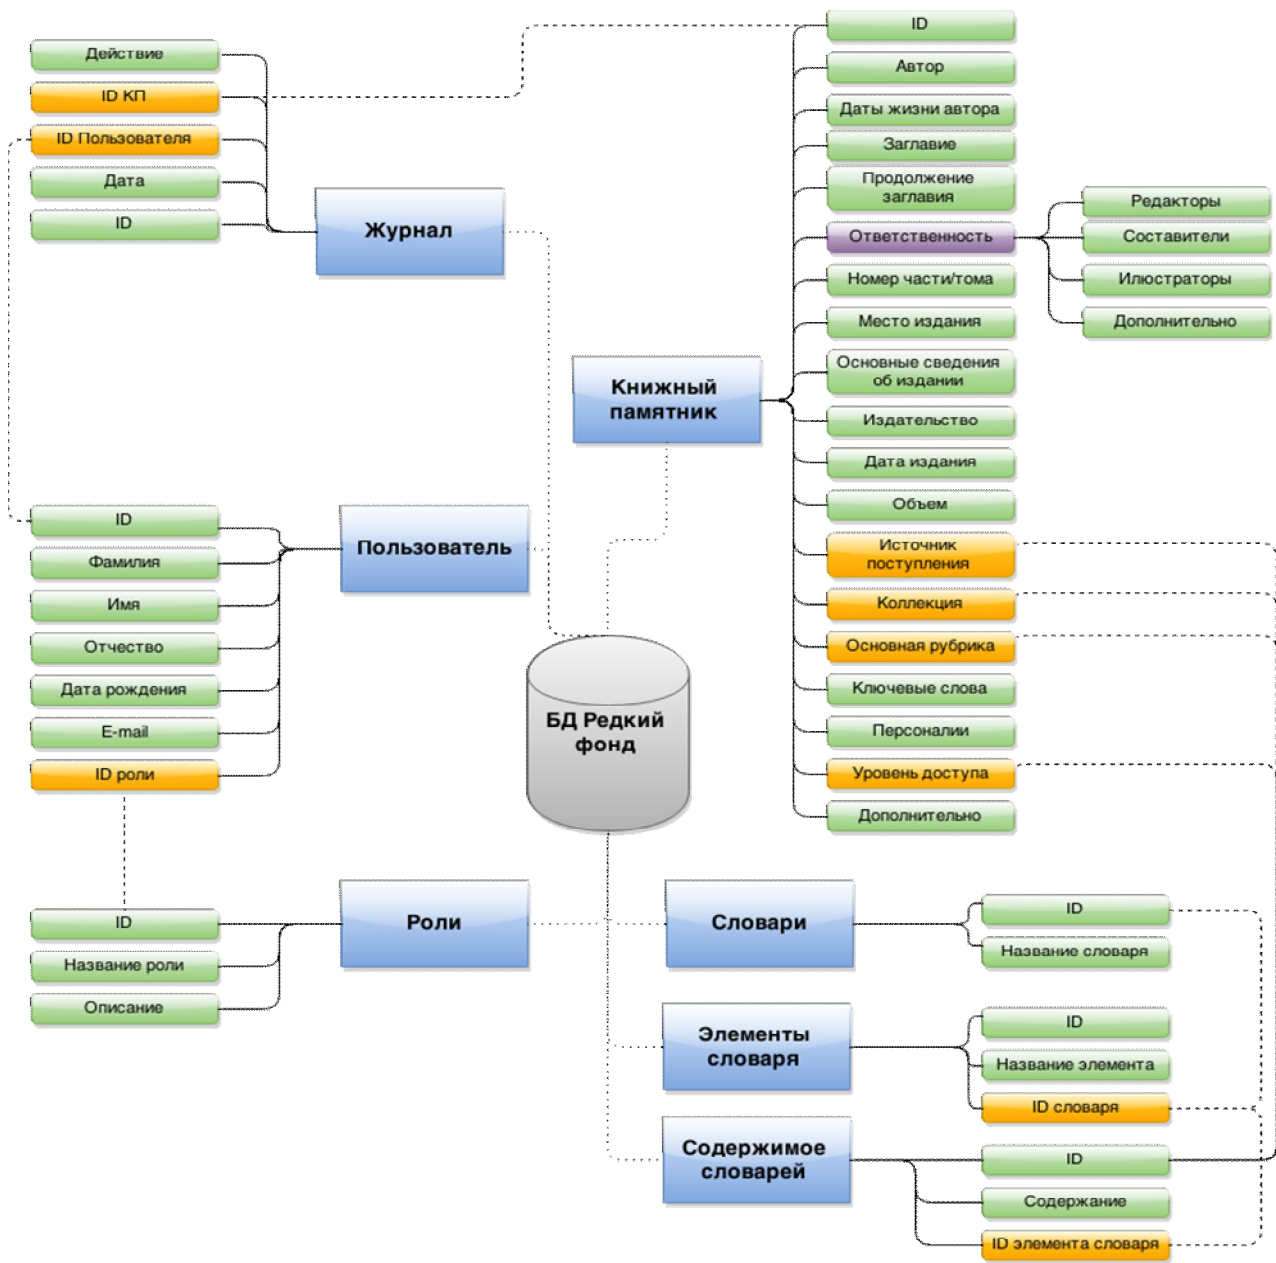 Действие
ID КП
ID Пользователя
Дата
ID
Журнал
ID
Автор
Даты жизни автора
Заглавие
Продолжение
заглавия
Ответственность
Номер части/тома
Место издания
Основные сведения
об издании
Издательство
Дата издания
Объем
Источник
поступления
Коллекция
Основная рубрика
Ключевые слова
Персоналии
Уровень доступа
Дополнительно
Редакторы
Составители
Илюстраторы
Дополнительно
Книжный
памятник
ID
Фамилия
Имя
Отчество
Дата рождения
E-mail
ID роли
Пользователь
БД Редкий
фонд
ID
Название роли
Описание
Роли
Словари
ID
Название словаря
Элементы
словаря
ID
Название элемента
ID словаря
Содержимое
словарей
ID
Содержание
ID элемента словаря